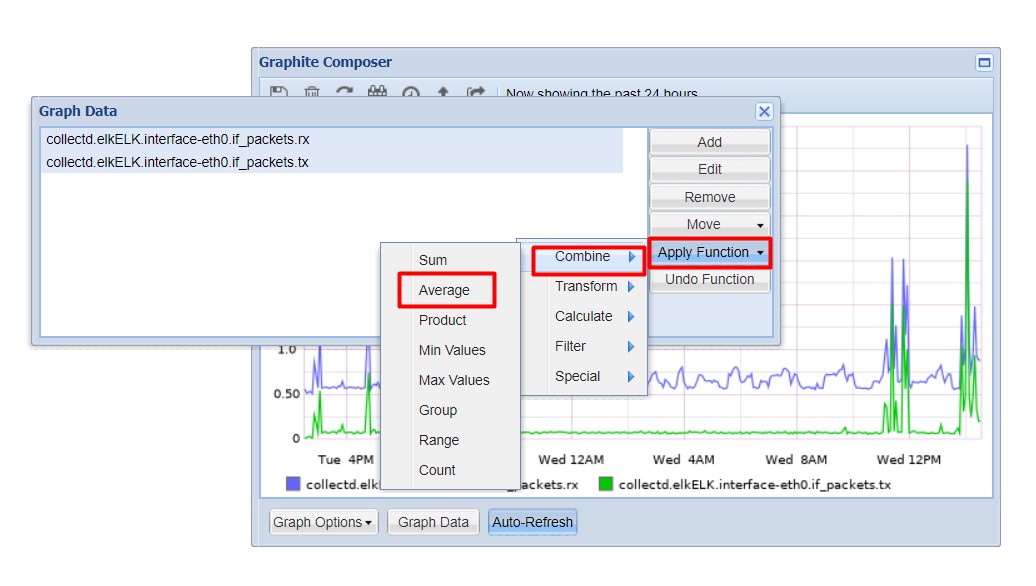 Graphite Composer
Now showing the past 24 hours
Graph Data
collectd.elkELK.interface-eth0.if_packets.rx
collectd.elkELK.interface-eth0.if_packets.tx
Add
Edit
Remove
Move
Apply Function
Undo Function
Combine
Transform
Calculate
Filter
Special
Sum
Average
Product
Min Values
Max Values
Group
Range
Count
1.0
0.50
0
Tue 4PM
Wed 12AM
Wed 4AM
Wed 8AM
Wed 12PM
collectd.elk
ackets.rx
collectd.elkELK.interface-eth0.if_packets.tx
Graph Options
Graph Data
Auto-Refresh